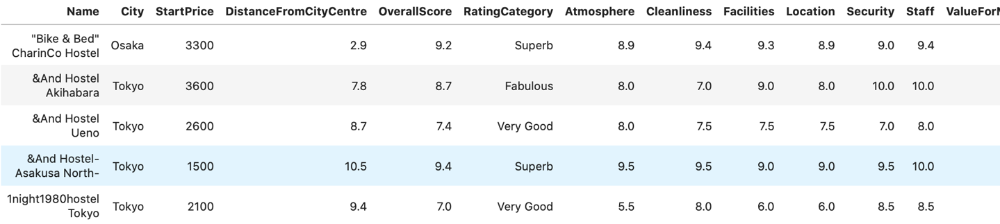 Name City StartPrice DistanceFromCityCentre OverallScore RatingCategory Atmosphere Cleanliness Facilities Location Security Staff
"Bike & Bed"
CharinCo Hostel Osaka 3300 2.9 9.2 Superb 8.9 9.4 9.3 8.9 9.0 9.4
&And Hostel
Akihabara Tokyo 3600 7.8 8.7 Fabulous 8.0 7.0 9.0 8.0 10.0 10.0
&And Hostel
Ueno Tokyo 2600 8.7 7.4 Very Good 8.0 7.5 7.5 7.5 7.0 8.0
&And Hostel-
Asakusa North- Tokyo 1500 10.5 9.4 Superb 9.5 9.5 9.0 9.0 9.5 10.0
1night1980hostel
Tokyo Tokyo 2100 9.4 7.0 Very Good 5.5 8.0 6.0 6.0 8.5 8.5